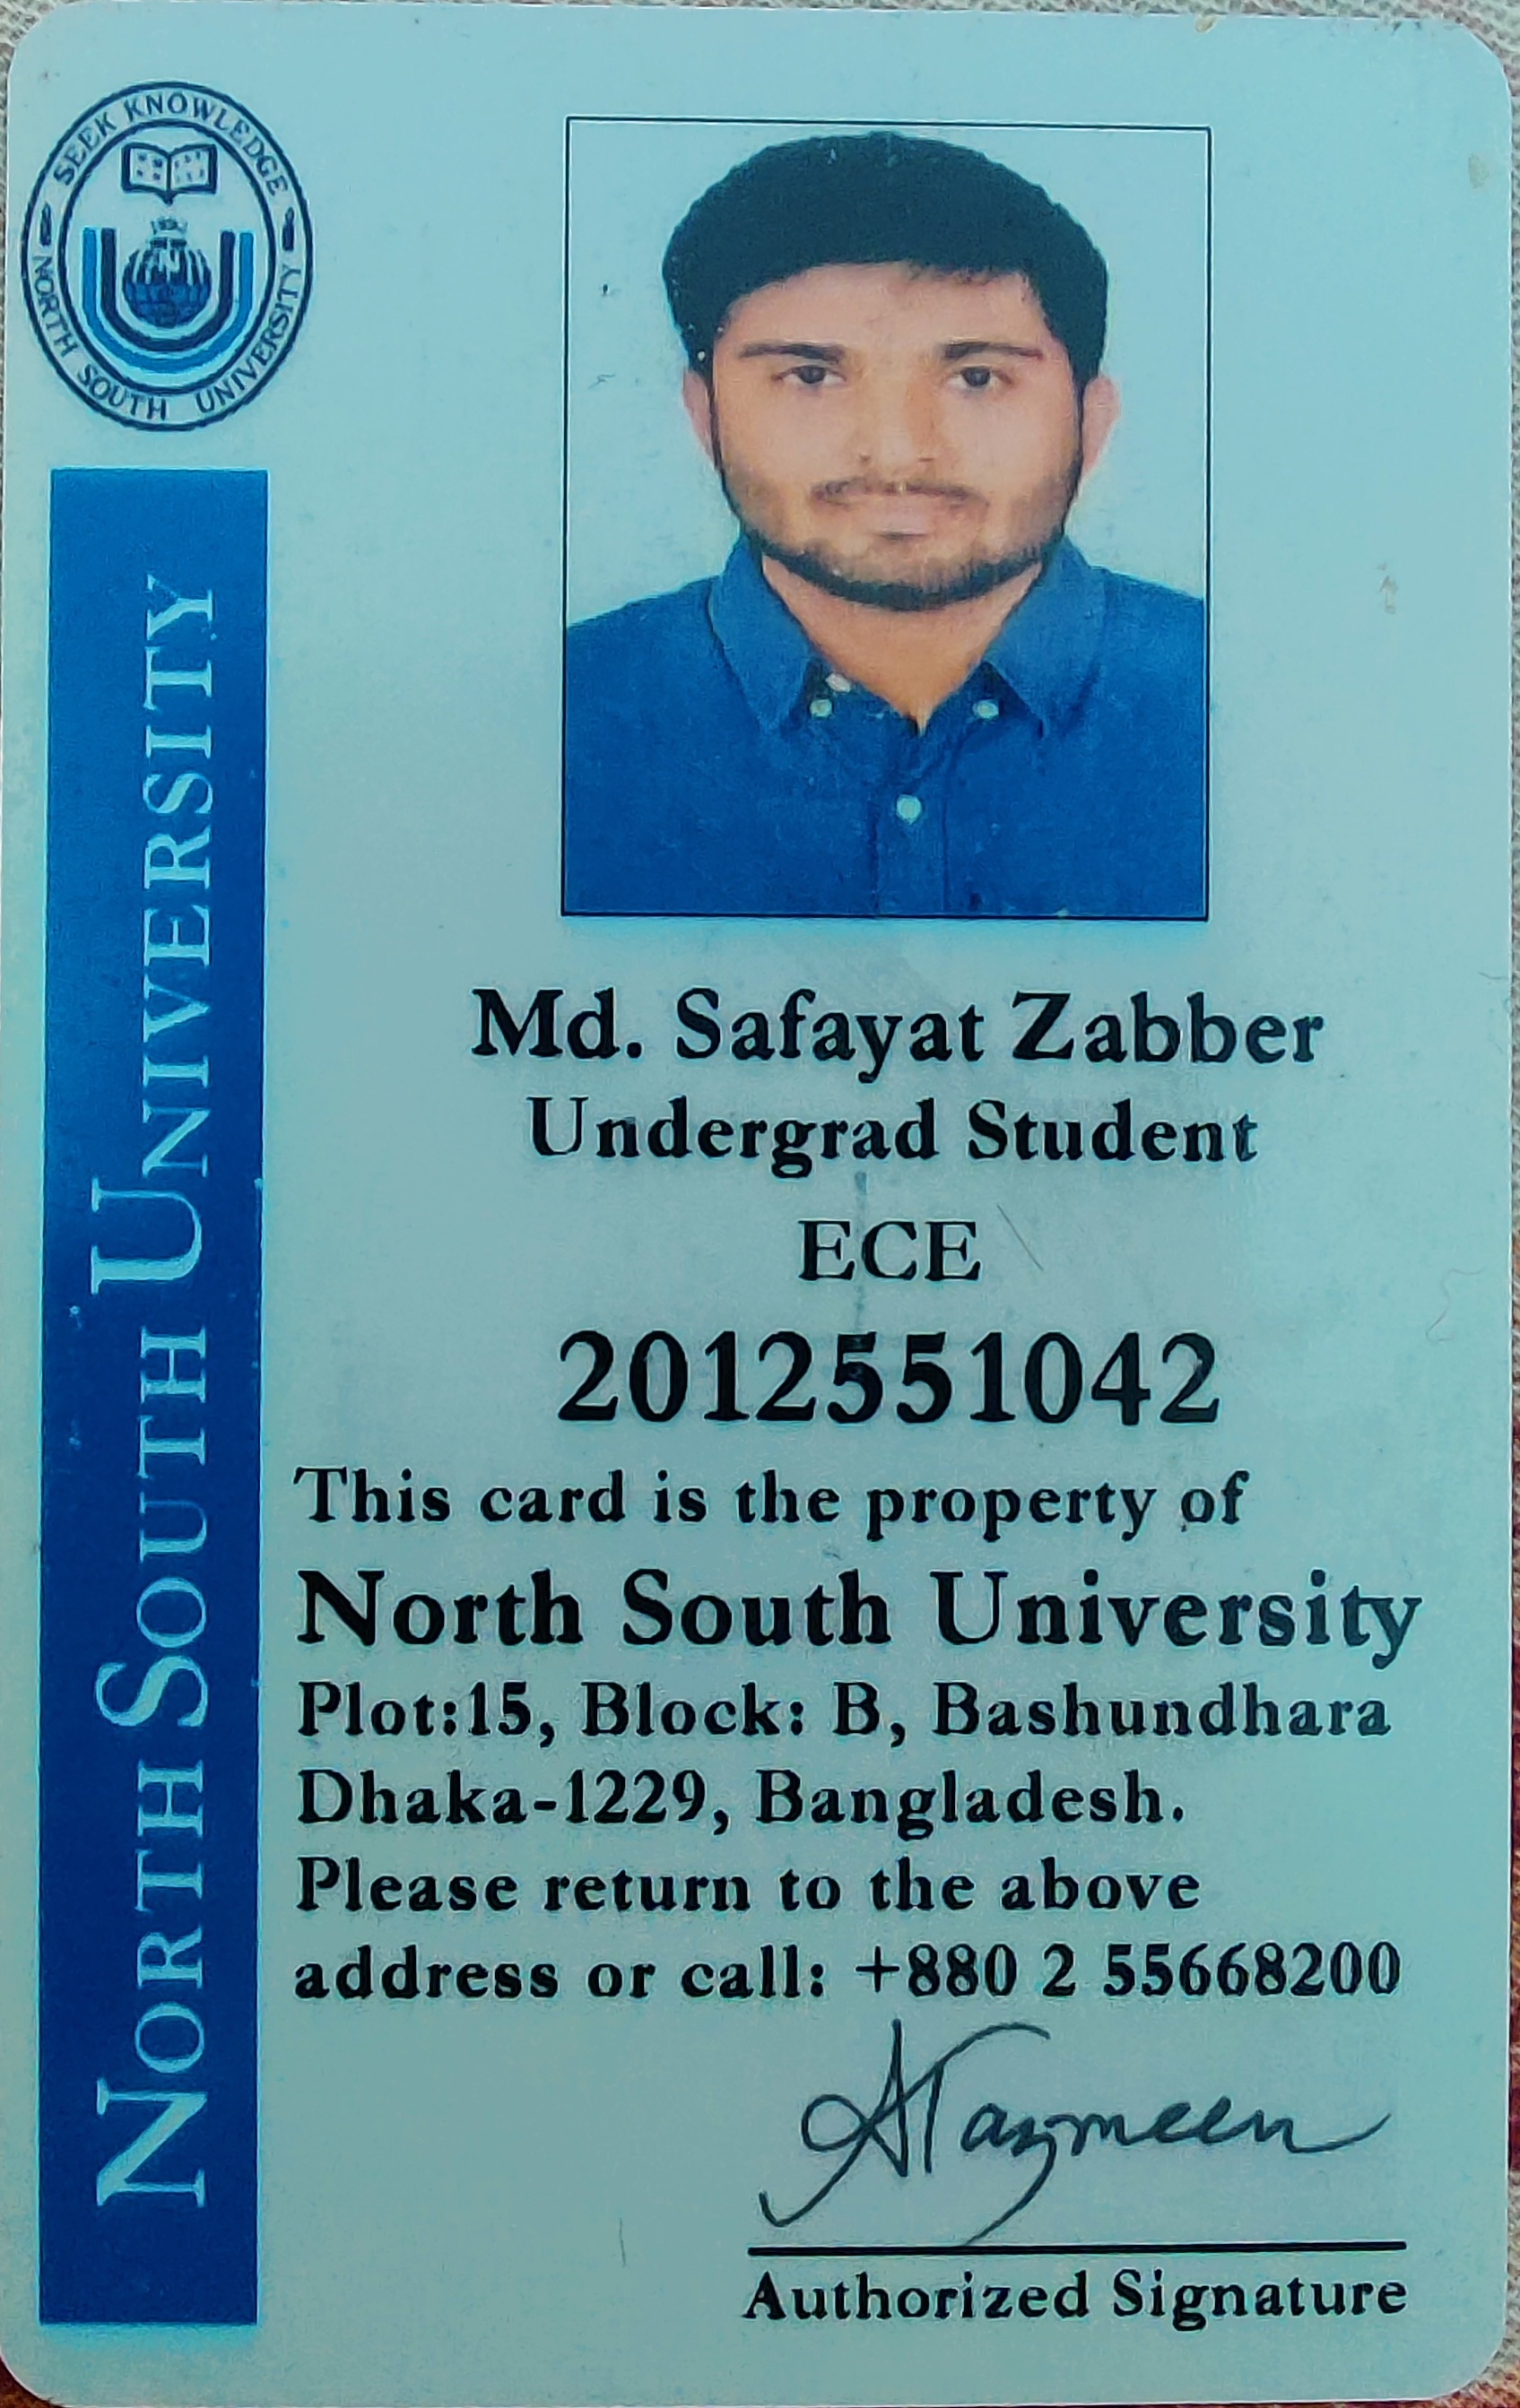 SEEK KNOWLEDGE
NORTH SOUTH UNIVERSITY
NORTH SOUTH UNIVERSITY
Md. Safayat Zabber
Undergrad Student
ECE
2012551042
This card is the property of
North South University
Plot:15, Block: B, Bashundhara
Dhaka-1229, Bangladesh.
Please return to the above
address or call: +880 2 55668200
ATazmeen
Authorized Signature